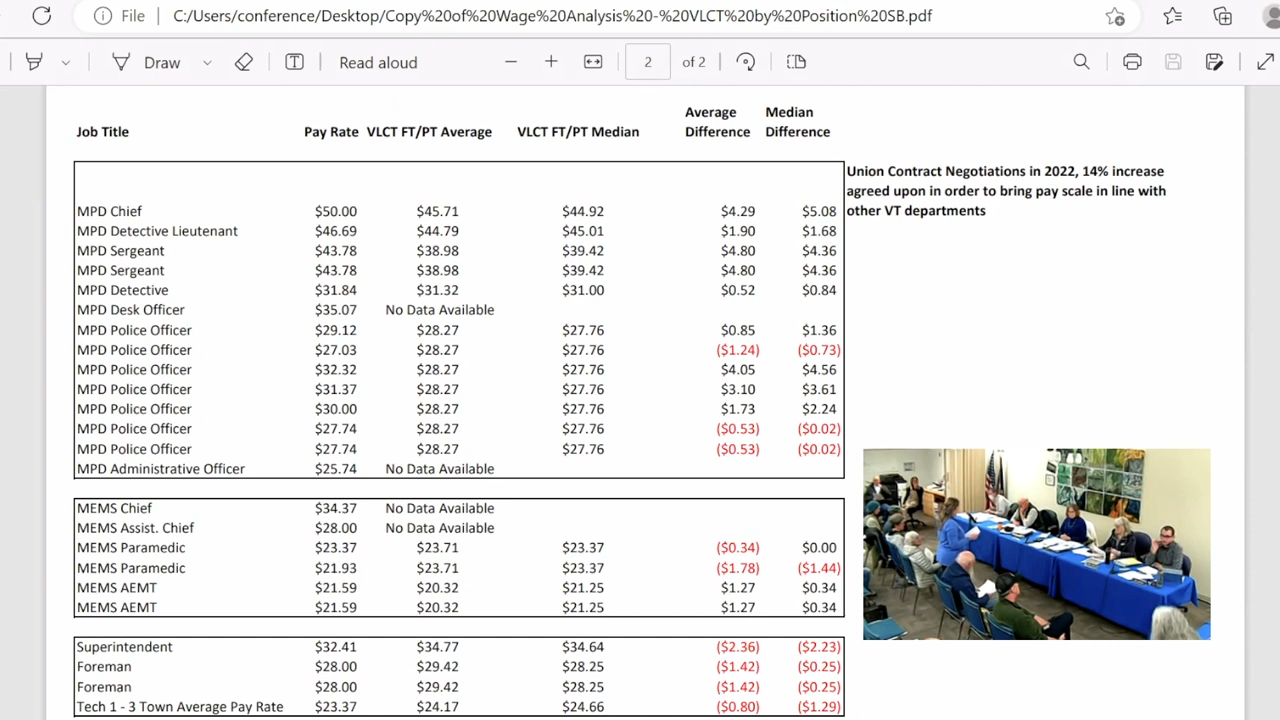 File C:/Users/conference/Desktop/Copy%20of%20Wage%20Analysis%20-%20VLCT%20by%20Position%20SB.pdf
Draw Read aloud 2 of 2
Average Median
Job Title Pay Rate VLCT FT/PT Average VLCT FT/PT Median Difference Difference
Union Contract Negotiations in 2022, 14% increase
agreed upon in order to bring pay scale in line with
other VT departments
MPD Chief $50.00 $45.71 $44.92 $4.29 $5.08
MPD Detective Lieutenant $46.69 $44.79 $45.01 $1.90 $1.68
MPD Sergeant $43.78 $38.98 $39.42 $4.80 $4.36
MPD Sergeant $43.78 $38.98 $39.42 $4.80 $4.36
MPD Detective $31.84 $31.32 $31.00 $0.52 $0.84
MPD Desk Officer $35.07 No Data Available
MPD Police Officer $29.12 $28.27 $27.76 $0.85 $1.36
MPD Police Officer $27.03 $28.27 $27.76 ($1.24) ($0.73)
MPD Police Officer $32.32 $28.27 $27.76 $4.05 $4.56
MPD Police Officer $31.37 $28.27 $27.76 $3.10 $3.61
MPD Police Officer $30.00 $28.27 $27.76 $1.73 $2.24
MPD Police Officer $27.74 $28.27 $27.76 ($0.53) ($0.02)
MPD Police Officer $27.74 $28.27 $27.76 ($0.53) ($0.02)
MPD Administrative Officer $25.74 No Data Available
MEMS Chief $34.37 No Data Available
MEMS Assist. Chief $28.00 No Data Available
MEMS Paramedic $23.37 $23.71 $23.37 ($0.34) $0.00
MEMS Paramedic $21.93 $23.71 $23.37 ($1.78) ($1.44)
MEMS AEMT $21.59 $20.32 $21.25 $1.27 $0.34
MEMS AEMT $21.59 $20.32 $21.25 $1.27 $0.34
Superintendent $32.41 $34.77 $34.64 ($2.36) ($2.23)
Foreman $28.00 $29.42 $28.25 ($1.42) ($0.25)
Foreman $28.00 $29.42 $28.25 ($1.42) ($0.25)
Tech 1 - 3 Town Average Pay Rate $23.37 $24.17 $24.66 ($0.80) ($1.29)